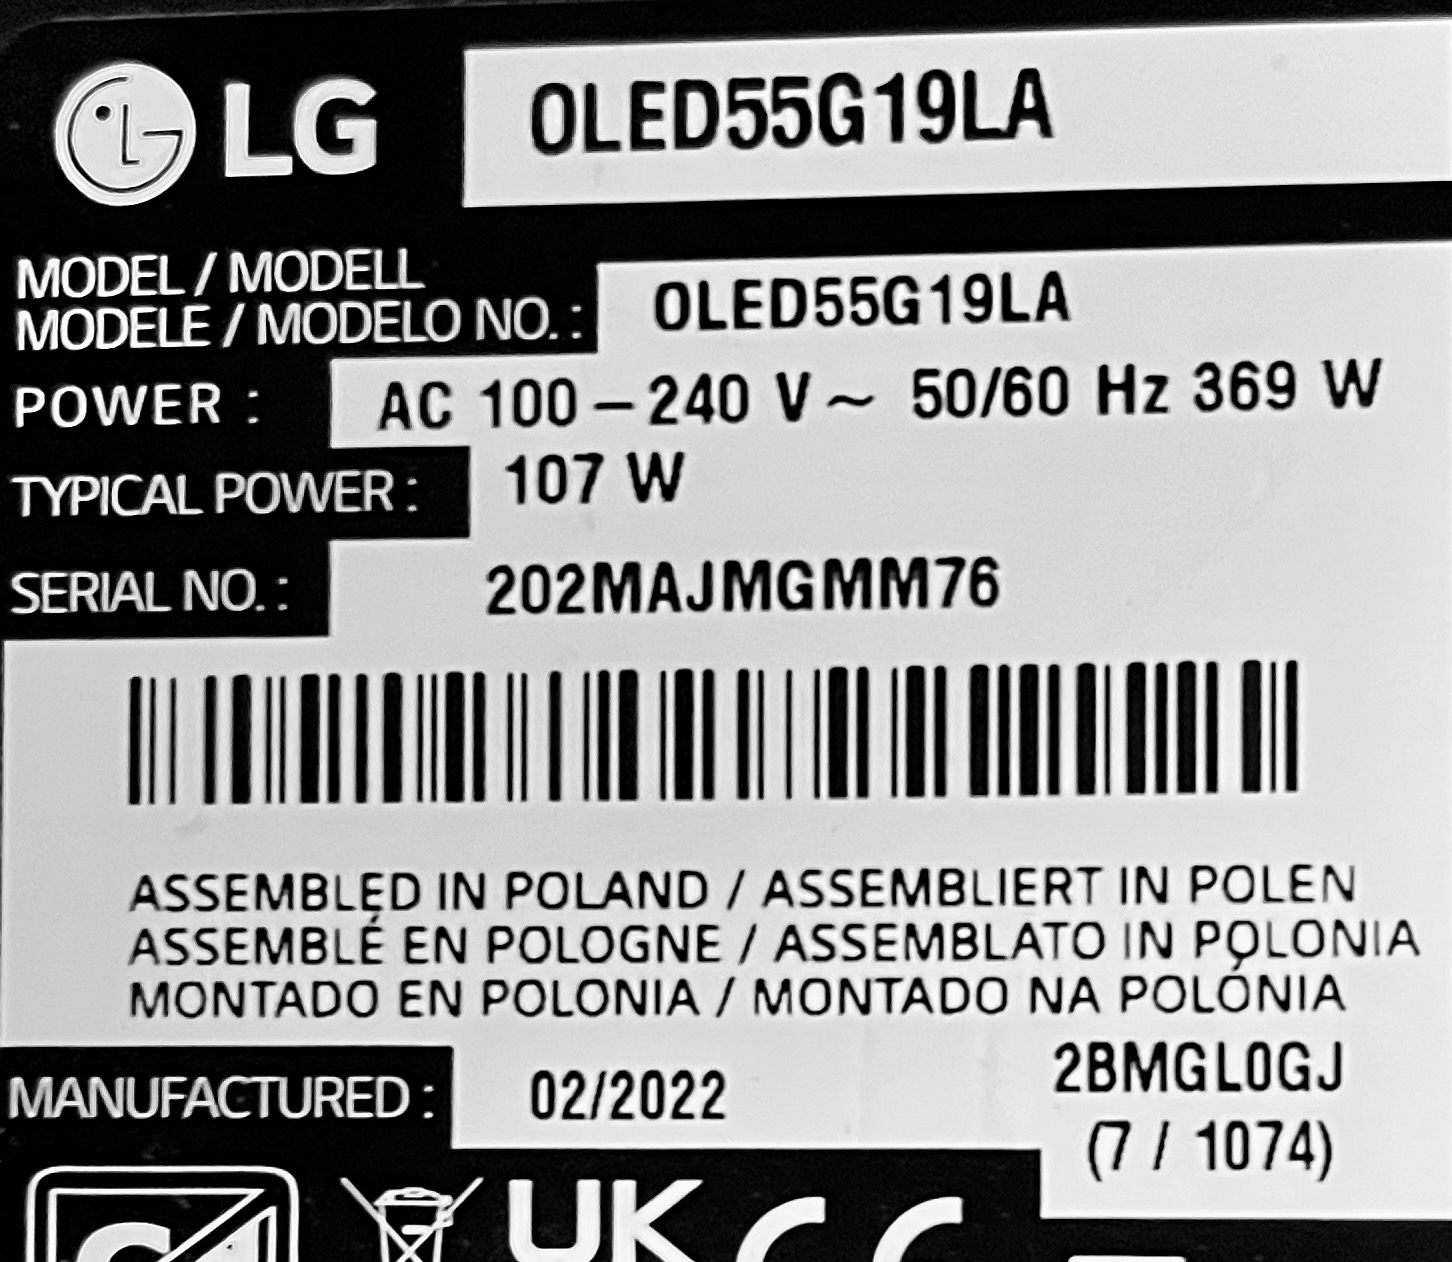 LG OLED55G19LA
MODEL / MODELL
MODELE / MODELO NO. : OLED55G19LA
POWER : AC 100 – 240 V ~ 50/60 Hz 369 W
TYPICAL POWER : 107 W
SERIAL NO. : 202MAJMGMM76
ASSEMBLED IN POLAND / ASSEMBLIERT IN POLEN
ASSEMBLÉ EN POLOGNE / ASSEMBLATO IN POLONIA
MONTADO EN POLONIA / MONTADO NA POLÓNIA
MANUFACTURED : 02/2022 2BMGL0GJ
(7 / 1074)
UK